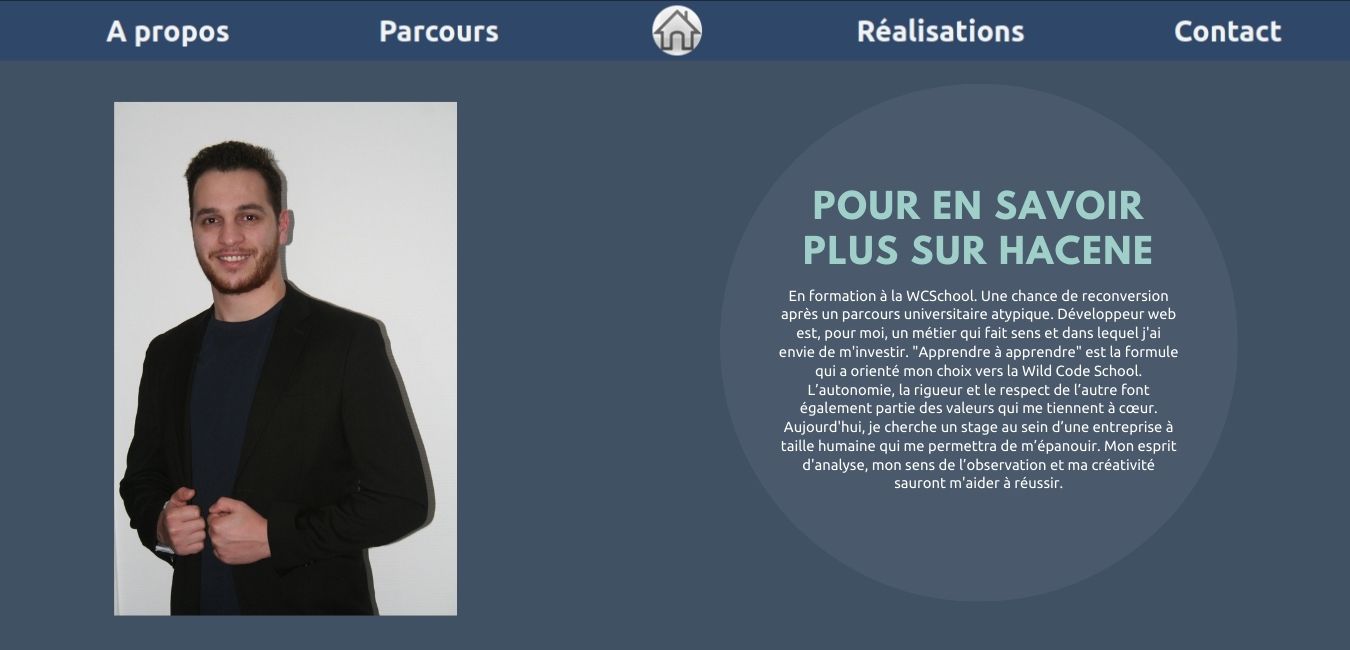 A propos
Parcours
Réalisations
Contact
POUR EN SAVOIR
PLUS SUR HACENE
En formation à la WCSchool. Une chance de reconversion
après un parcours universitaire atypique. Développeur web
est, pour moi, un métier qui fait sens et dans lequel j'ai
envie de m'investir. "Apprendre à apprendre" est la formule
qui a orienté mon choix vers la Wild Code School.
L’autonomie, la rigueur et le respect de l’autre font
également partie des valeurs qui me tiennent à cœur.
Aujourd'hui, je cherche un stage au sein d’une entreprise à
taille humaine qui me permettra de m’épanouir. Mon esprit
d'analyse, mon sens de l’observation et ma créativité
sauront m'aider à réussir.